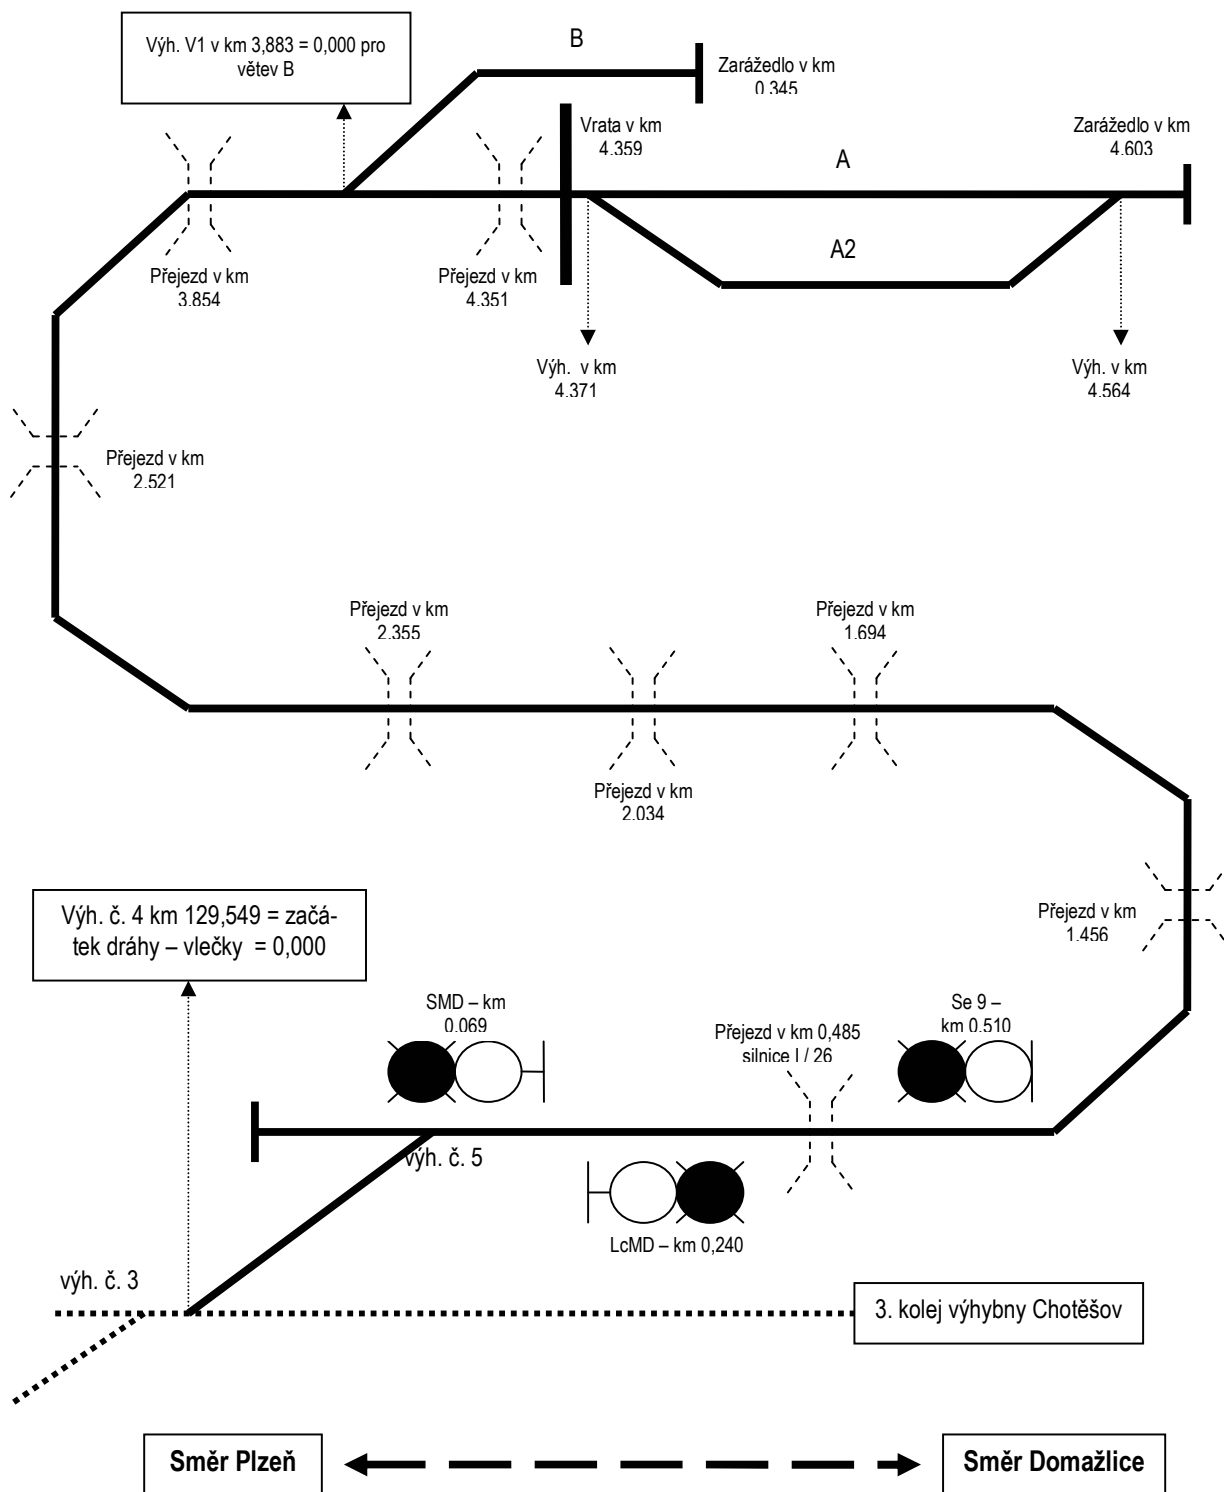 Výh. V1 v km 3,883 = 0,000 pro
větev B
B
Zarážedlo v km
0.345
Vrata v km
4.359
A
Zarážedlo v km
4.603
A2
Přejezd v km
3.854
Přejezd v km
4.351
Výh. v km
4.371
Výh. v km
4.564
Přejezd v km
2.521
Přejezd v km
2.355
Přejezd v km
1.694
Přejezd v km
2.034
Výh. č. 4 km 129,549 = začá-
tek dráhy – vlečky = 0,000
Přejezd v km
1.456
SMD – km
0.069
Přejezd v km 0,485
silnice I / 26
Se 9 –
km 0.510
výh. č. 5
LcMD – km 0,240
výh. č. 3
3. kolej výhybny Chotěšov
Směr Plzeň
Směr Domažlice